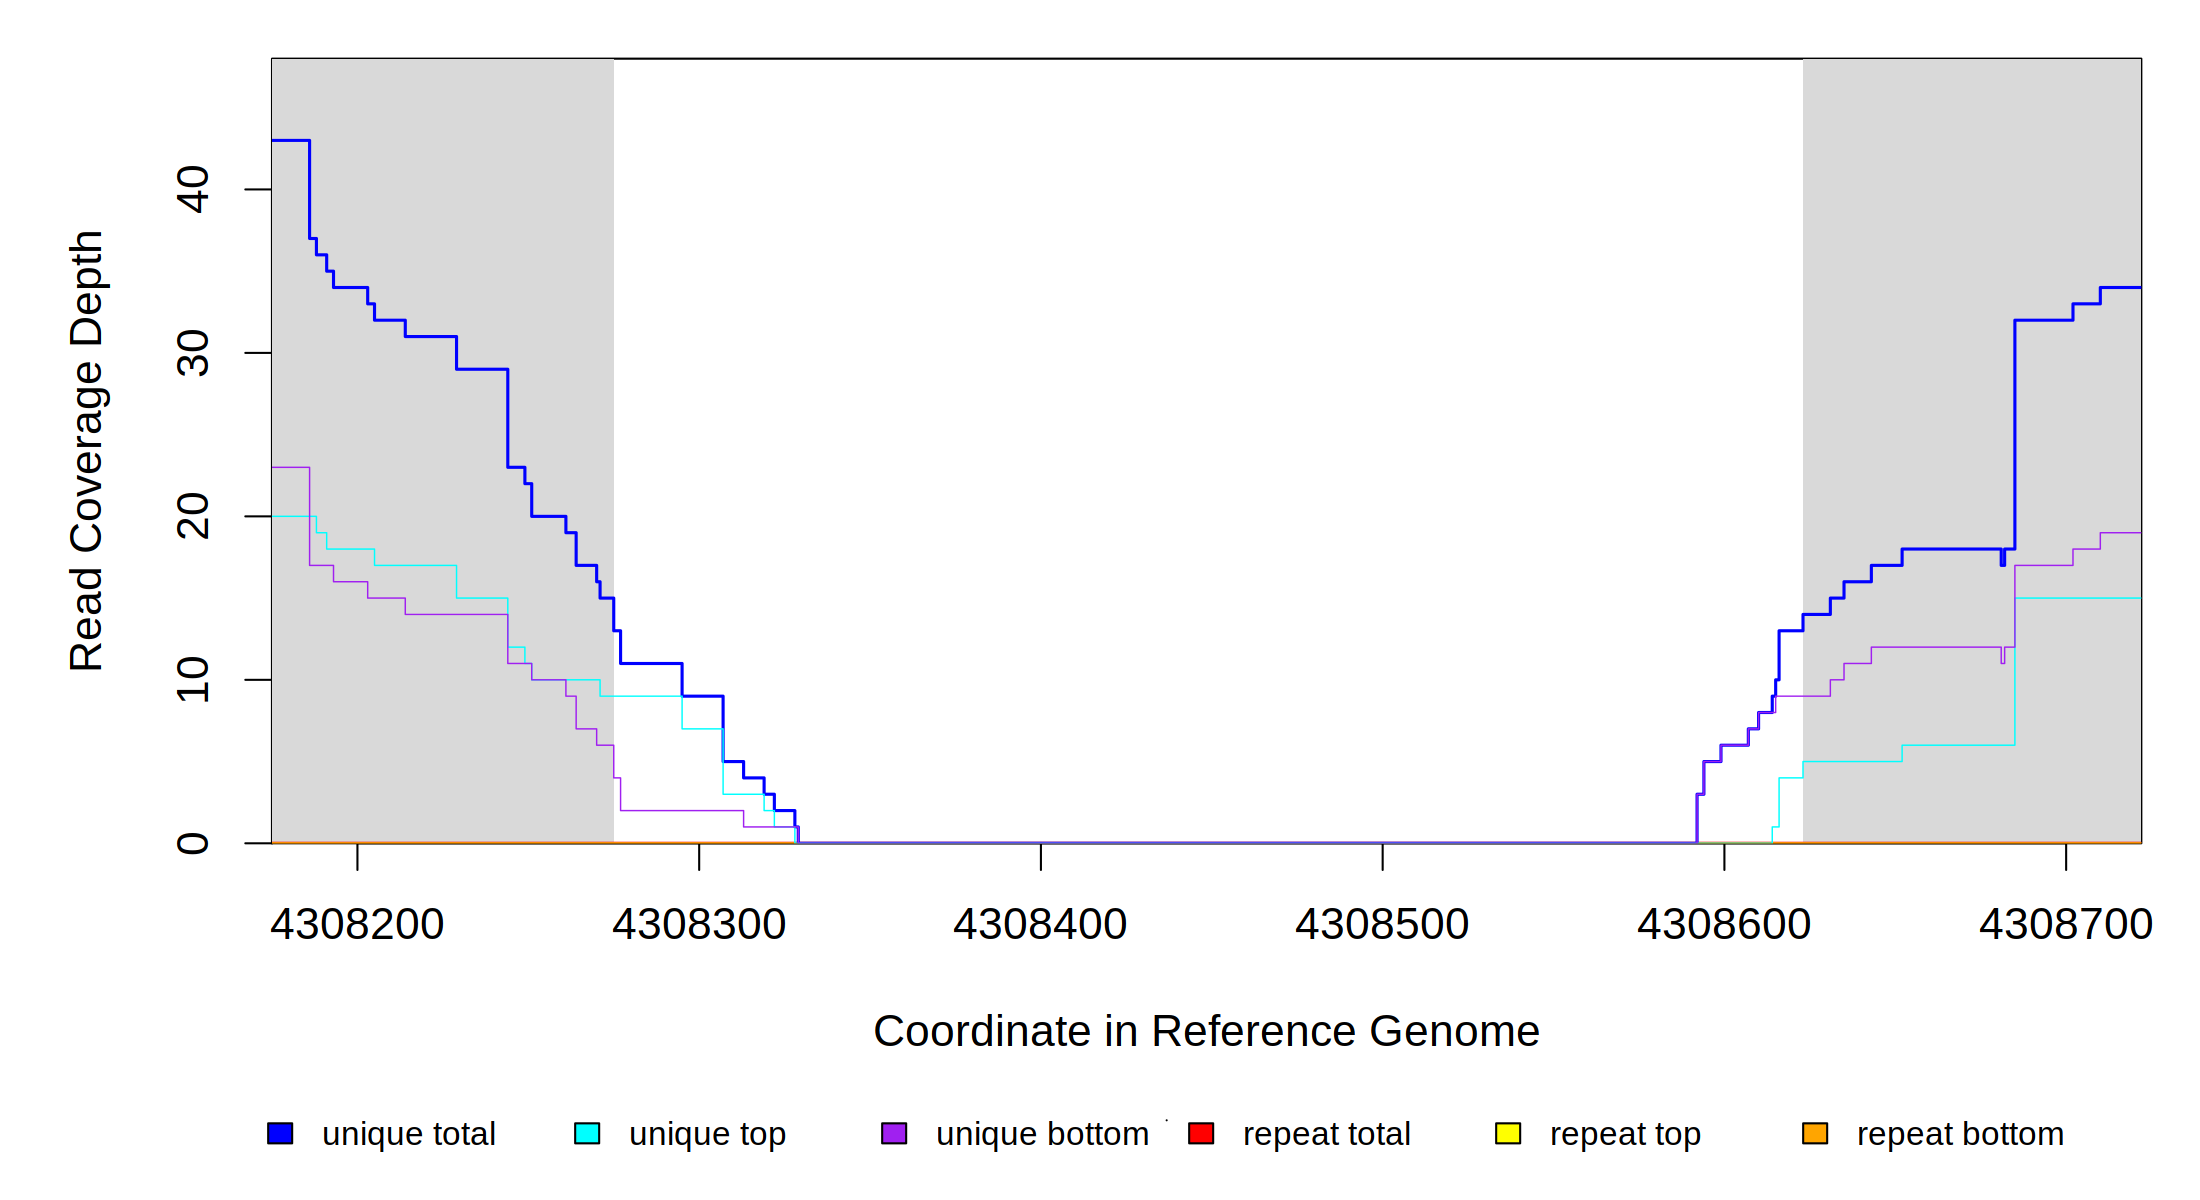 Read Coverage Depth
40
30
20
10
0
4308200 4308300 4308400 4308500 4308600 4308700
Coordinate in Reference Genome
unique total unique top unique bottom repeat total repeat top repeat bottom